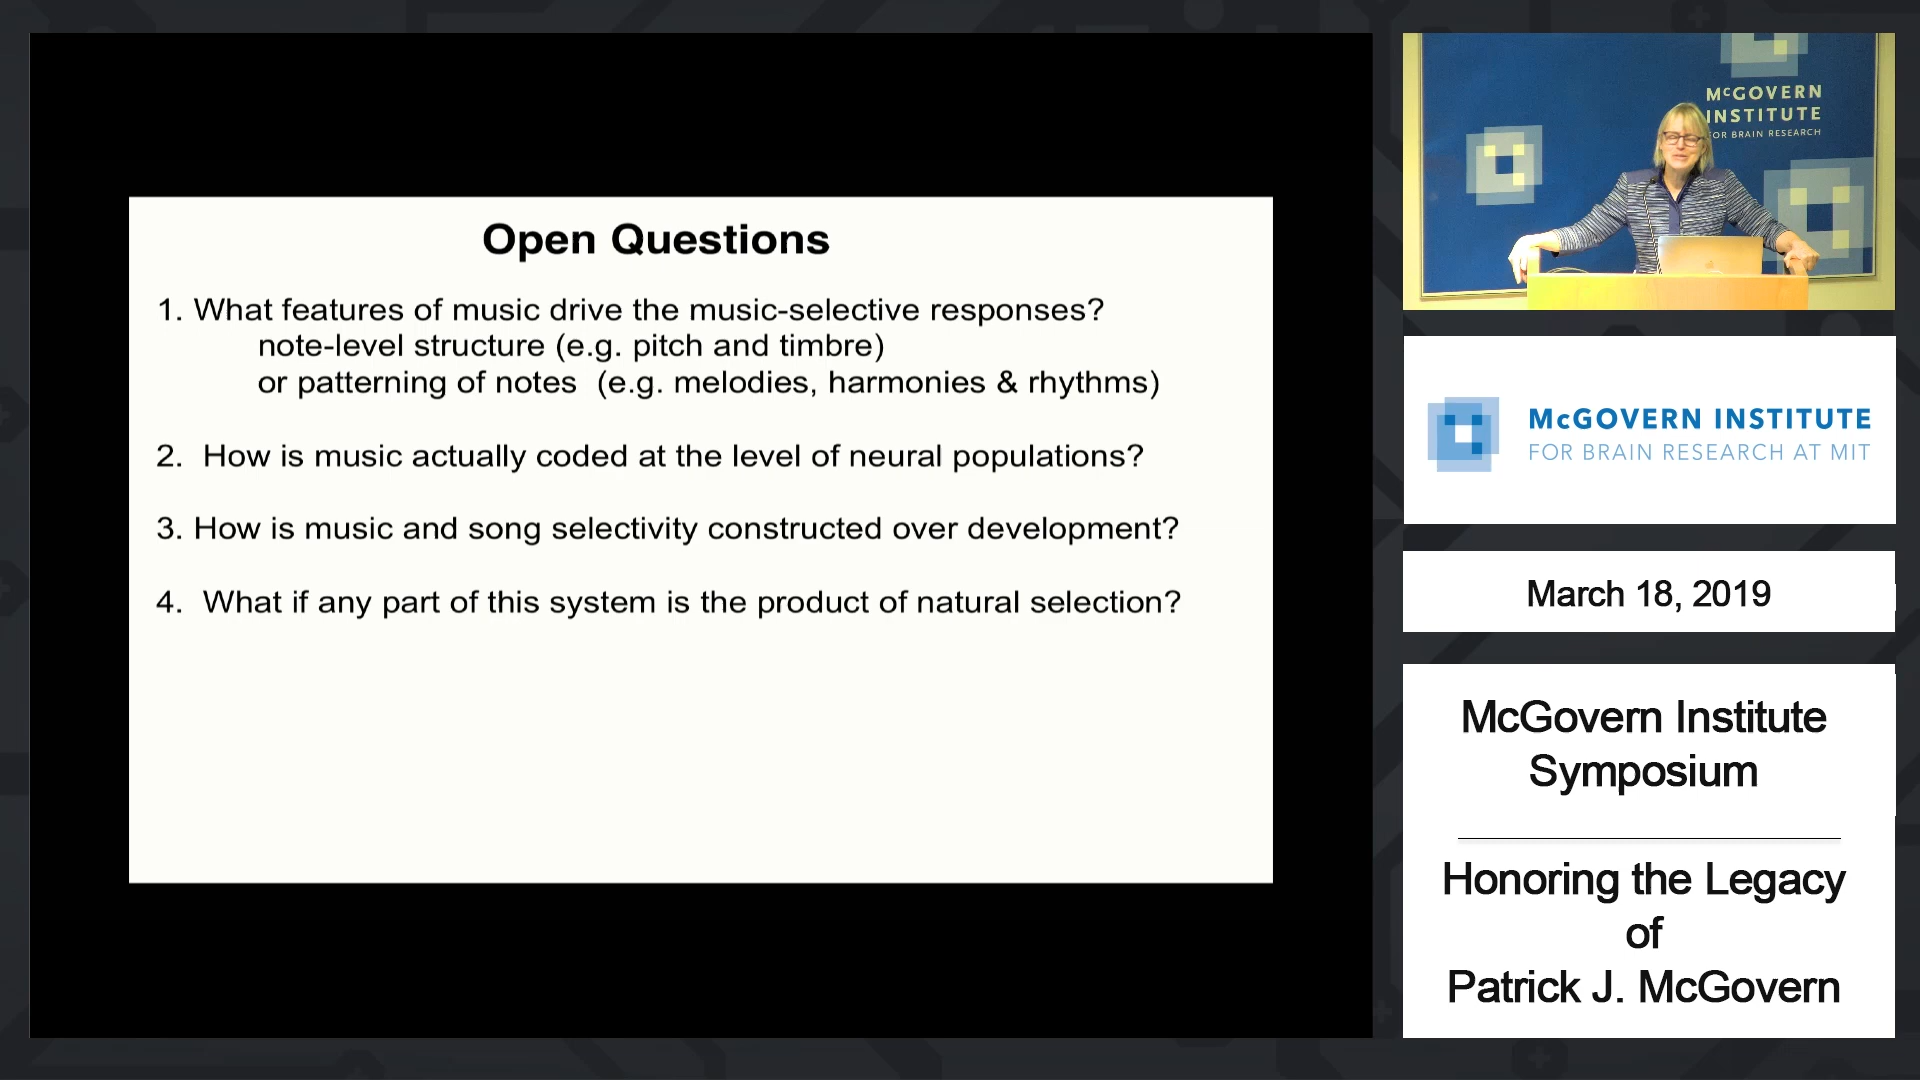 Open Questions
1. What features of music drive the music-selective responses?
note-level structure (e.g. pitch and timbre)
or patterning of notes (e.g. melodies, harmonies & rhythms)
2. How is music actually coded at the level of neural populations?
3. How is music and song selectivity constructed over development?
4. What if any part of this system is the product of natural selection?
McGOVERN
INSTITUTE
FOR BRAIN RESEARCH
McGOVERN INSTITUTE
FOR BRAIN RESEARCH AT MIT
March 18, 2019
McGovern Institute
Symposium
Honoring the Legacy
of
Patrick J. McGovern